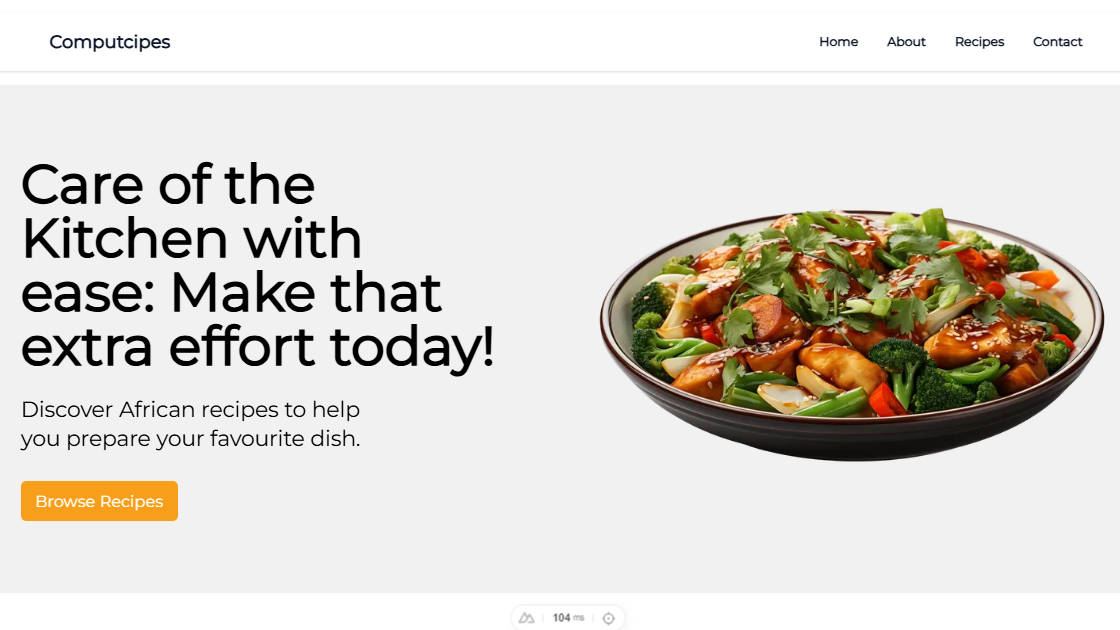 Computcipes
Home About Recipes Contact
Care of the
Kitchen with
ease: Make that
extra effort today!
Discover African recipes to help
you prepare your favourite dish.
Browse Recipes
104 ms